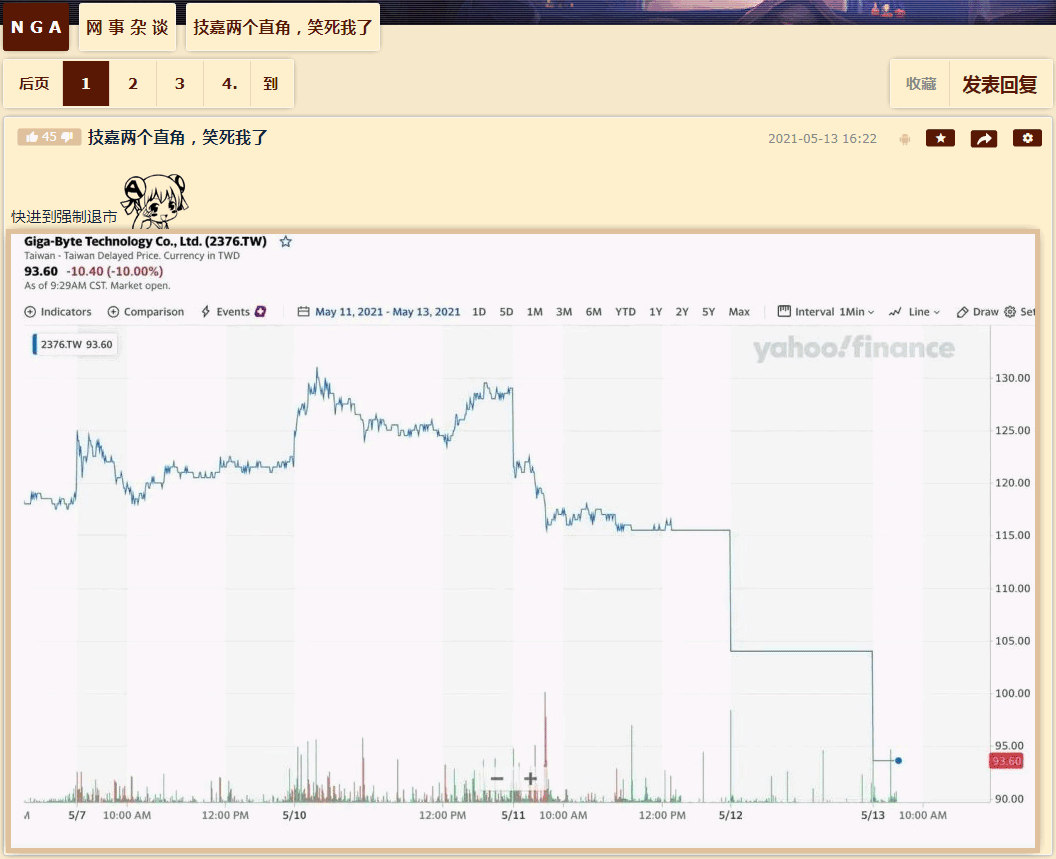 NGA 网事杂谈 技嘉两个直角，笑死我了
后页 1 2 3 4. 到 收藏 发表回复
45 技嘉两个直角，笑死我了 2021-05-13 16:22
快进到强制退市
Giga-Byte Technology Co., Ltd. (2376.TW)
Taiwan - Taiwan Delayed Price. Currency in TWD
93.60 -10.40 (-10.00%)
As of 9:29AM CST. Market open.
Indicators Comparison Events May 11, 2021 - May 13, 2021 1D 5D 1M 3M 6M YTD 1Y 2Y 5Y Max Interval 1Min Line Draw Set
2376.TW 93.60
yahoo!finance
130.00
125.00
120.00
115.00
110.00
105.00
100.00
95.00
93.60
90.00
5/7 10:00 AM 12:00 PM 5/10 12:00 PM 5/11 10:00 AM 12:00 PM 5/12 5/13 10:00 AM